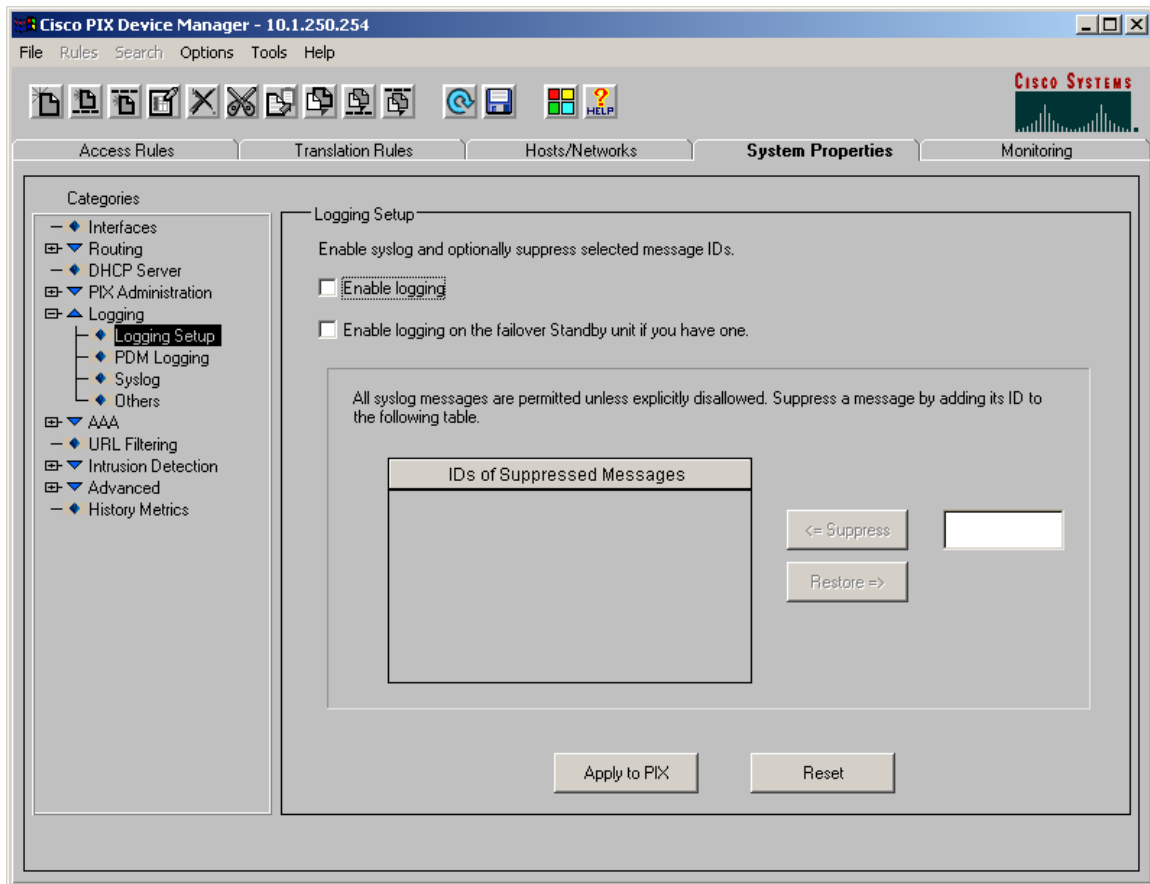 Cisco PIX Device Manager - 10.1.250.254
File Rules Search Options Tools Help
HELP
CISCO SYSTEMS
Access Rules Translation Rules Hosts/Networks System Properties Monitoring
Categories
Interfaces
Routing
DHCP Server
PIX Administration
Logging
Logging Setup
PDM Logging
Syslog
Others
AAA
URL Filtering
Intrusion Detection
Advanced
History Metrics
Logging Setup
Enable syslog and optionally suppress selected message IDs.
Enable logging
Enable logging on the failover Standby unit if you have one.
All syslog messages are permitted unless explicitly disallowed. Suppress a message by adding its ID to
the following table.
IDs of Suppressed Messages
<= Suppress
Restore =>
Apply to PIX Reset